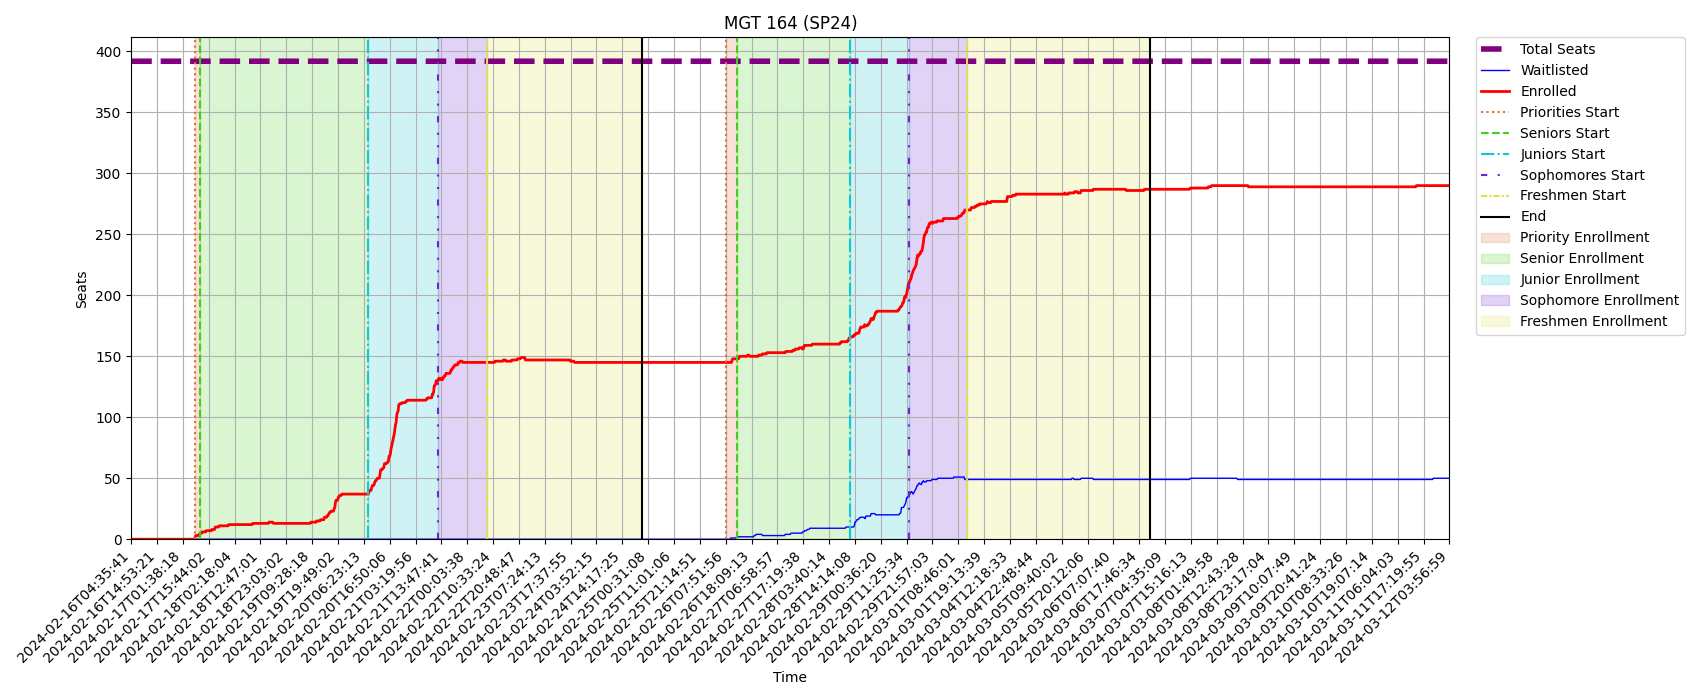 MGT 164 (SP24)
Seats
400
350
300
250
200
150
100
50
0
2024-02-16T04:35:41
2024-02-16T14:53:21
2024-02-17T01:38:18
2024-02-17T15:44:02
2024-02-18T02:18:04
2024-02-18T12:47:01
2024-02-18T23:03:02
2024-02-19T09:28:18
2024-02-19T19:49:02
2024-02-20T06:23:13
2024-02-20T16:50:06
2024-02-21T03:19:56
2024-02-21T13:47:41
2024-02-22T00:03:38
2024-02-22T10:33:24
2024-02-22T20:48:47
2024-02-23T07:24:13
2024-02-23T17:37:55
2024-02-24T03:52:15
2024-02-24T14:17:25
2024-02-25T00:31:08
2024-02-25T11:01:06
2024-02-25T21:14:51
2024-02-26T07:51:56
2024-02-26T18:09:13
2024-02-27T06:58:57
2024-02-27T17:19:38
2024-02-28T03:40:14
2024-02-28T14:14:08
2024-02-29T00:36:20
2024-02-29T11:25:34
2024-02-29T21:57:03
2024-03-01T08:46:01
2024-03-01T19:13:39
2024-03-04T12:18:33
2024-03-04T22:48:44
2024-03-05T09:40:02
2024-03-05T20:12:06
2024-03-06T07:07:40
2024-03-06T17:46:34
2024-03-07T04:35:09
2024-03-07T15:16:13
2024-03-08T01:49:58
2024-03-08T12:43:28
2024-03-08T23:17:04
2024-03-09T10:07:49
2024-03-09T20:41:24
2024-03-10T08:33:26
2024-03-10T19:07:14
2024-03-11T06:04:03
2024-03-11T17:19:55
2024-03-12T03:56:59
Time
Total Seats
Waitlisted
Enrolled
Priorities Start
Seniors Start
Juniors Start
Sophomores Start
Freshmen Start
End
Priority Enrollment
Senior Enrollment
Junior Enrollment
Sophomore Enrollment
Freshmen Enrollment